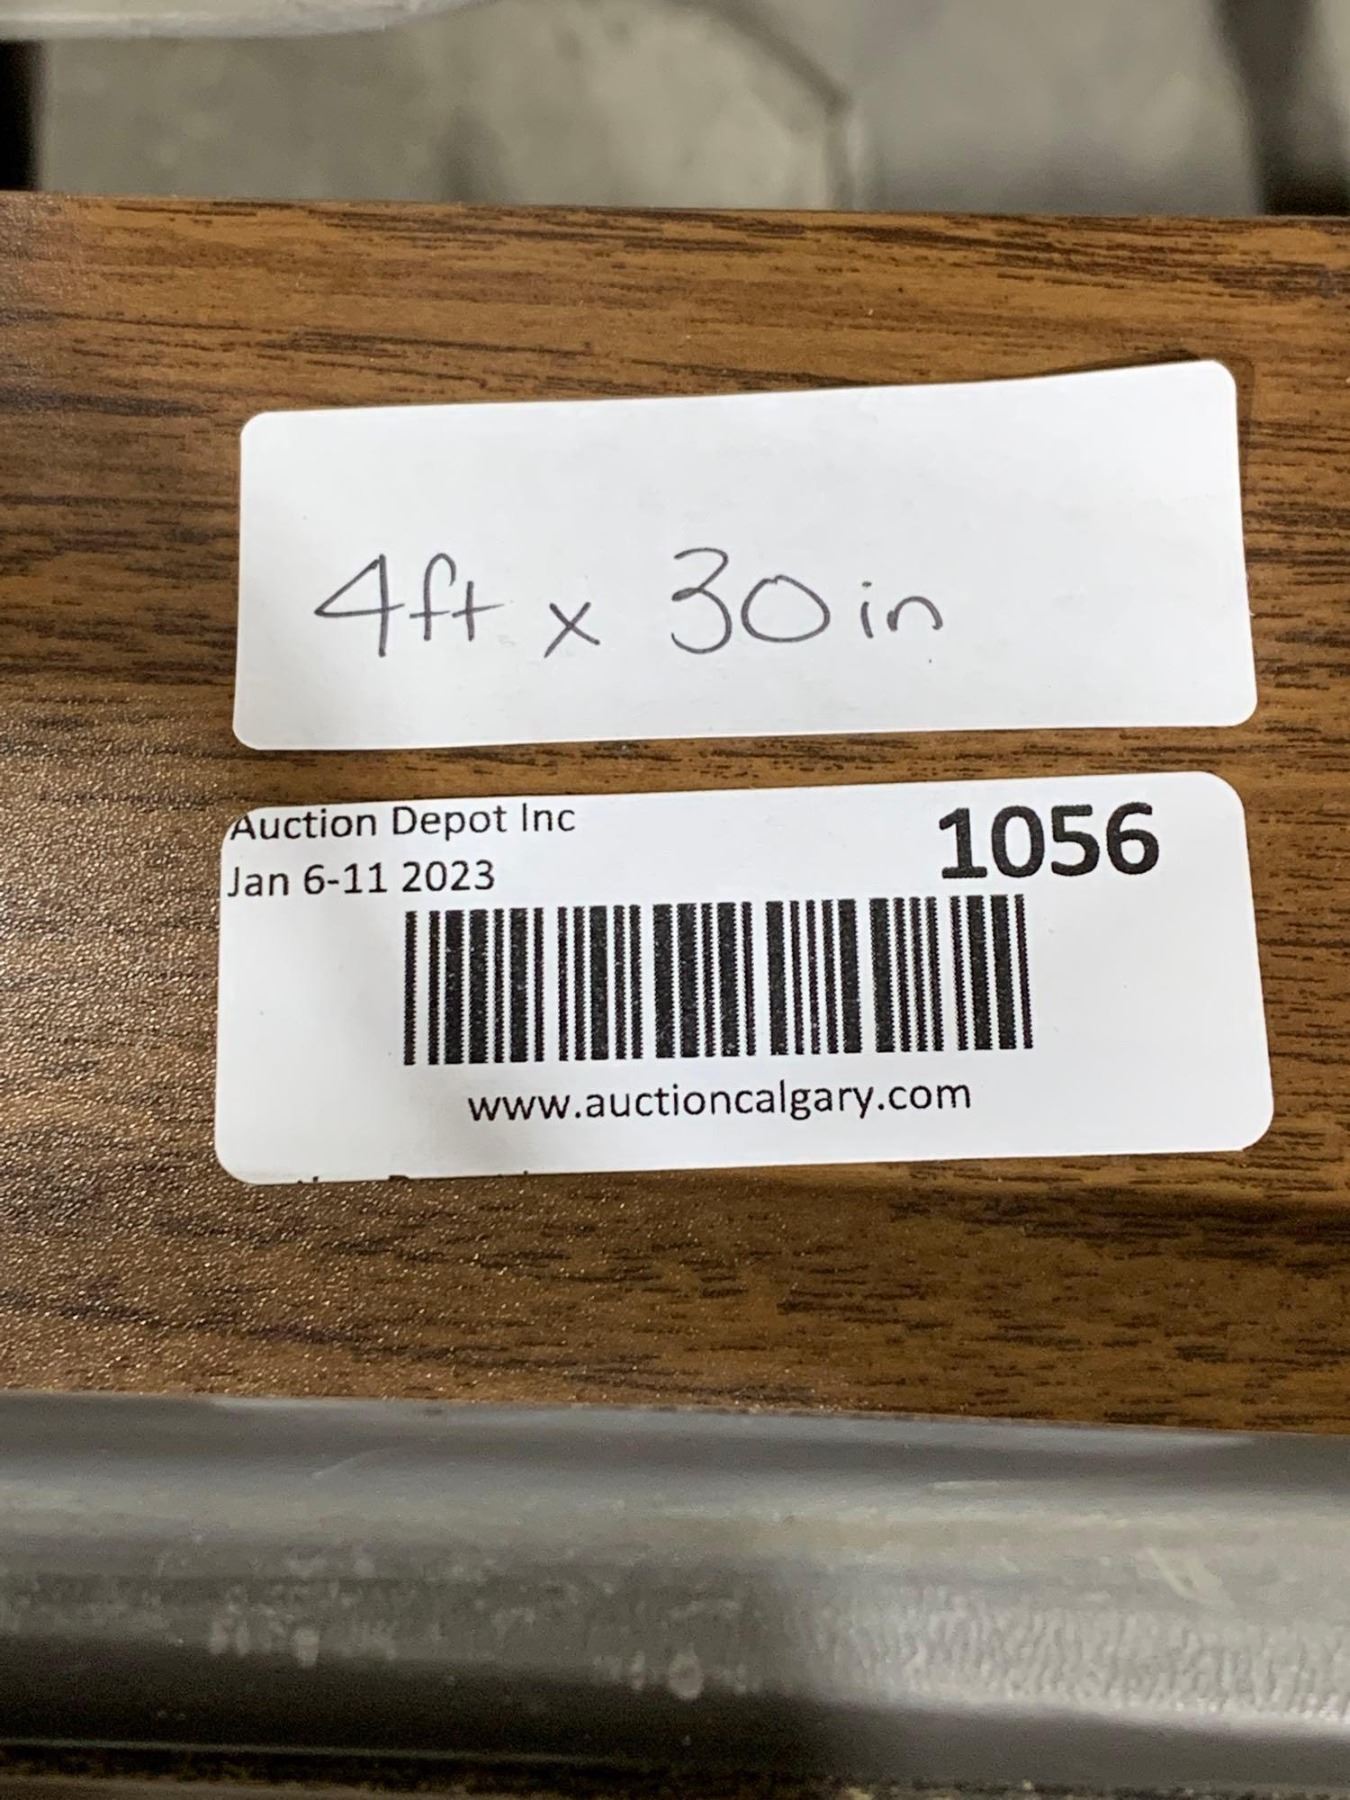 4ft x 30in
Auction Depot Inc
1056
Jan 6-11 2023
www.auctioncalgary.com